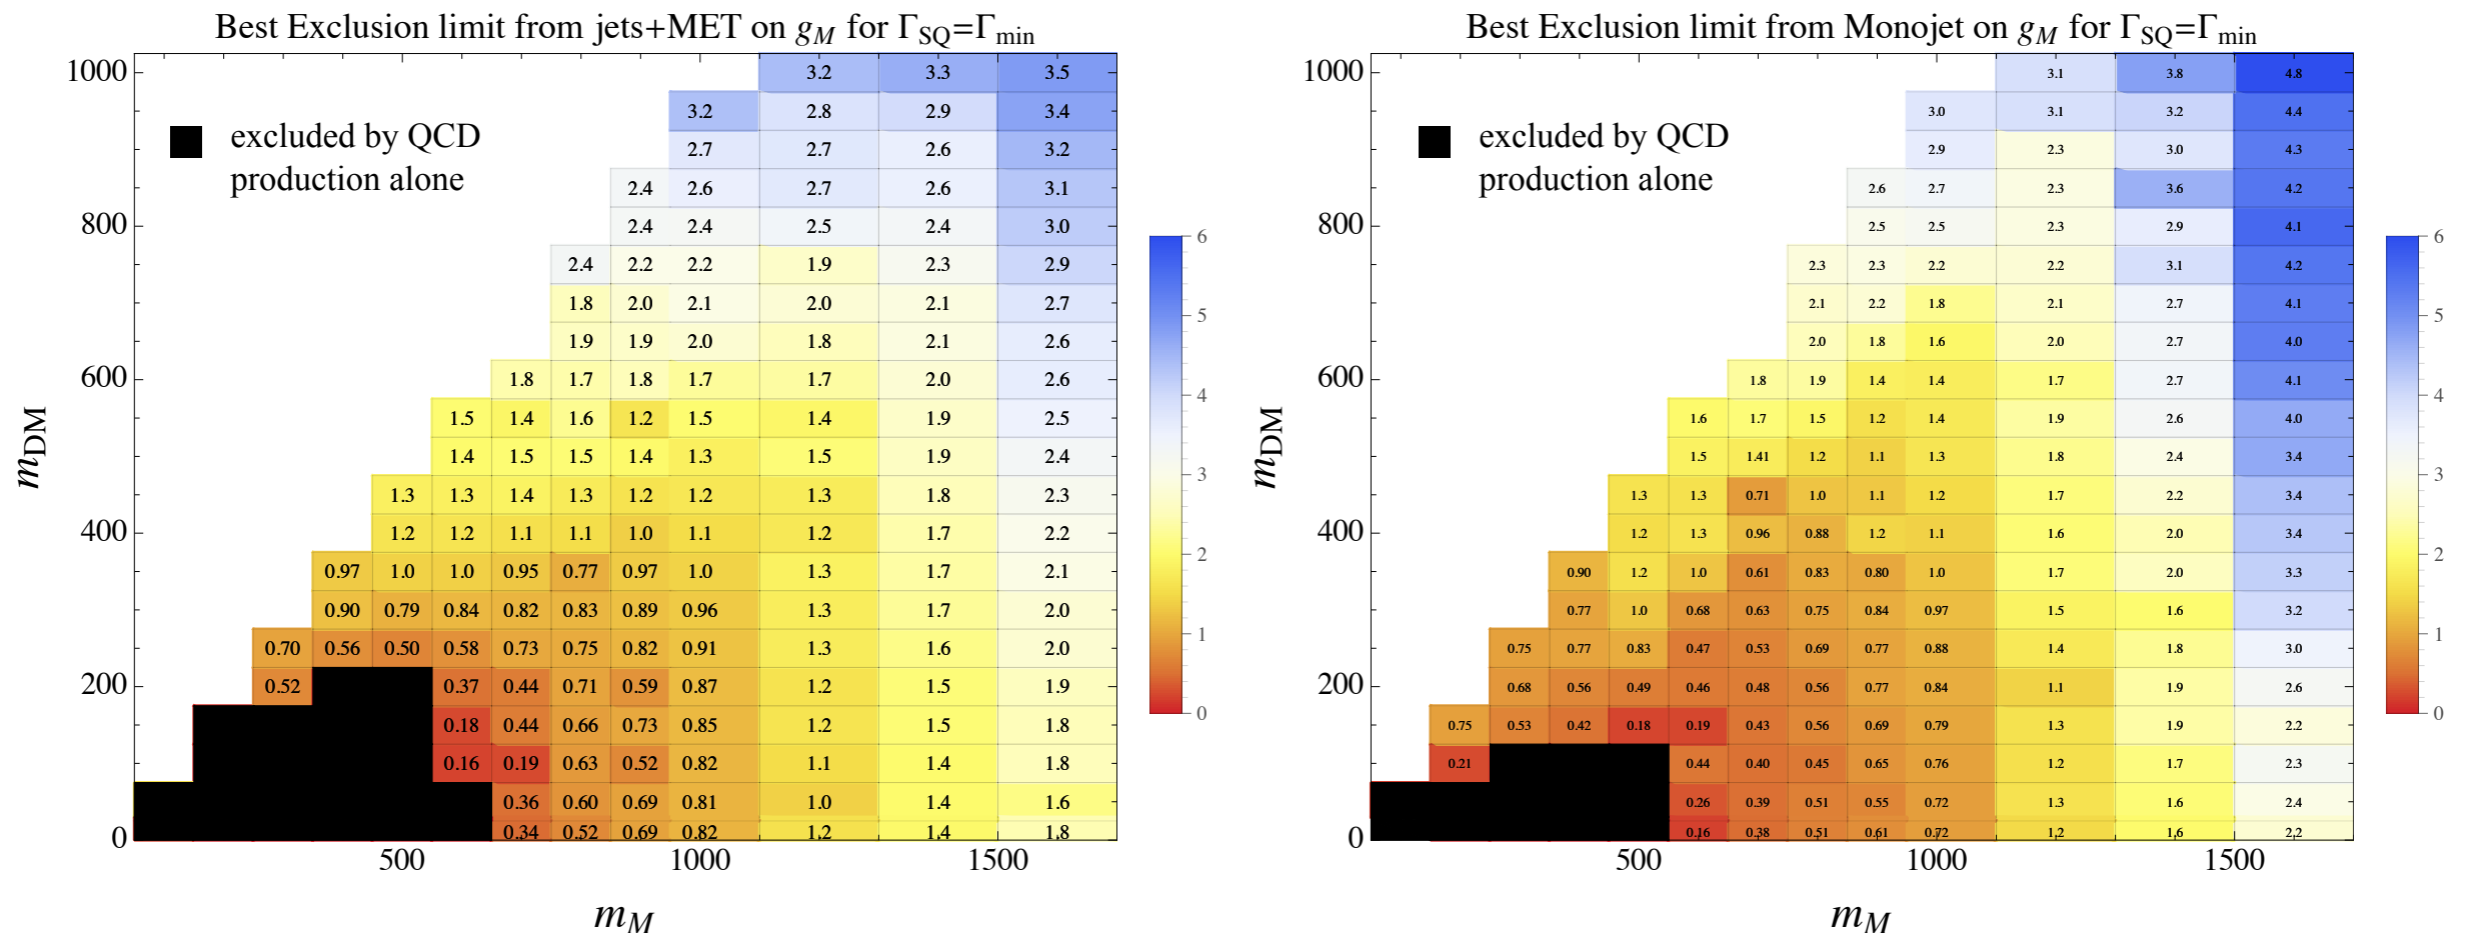 Best Exclusion limit from jets+MET on g_M for Γ_SQ=Γ_min
1000 3.2 3.3 3.5
3.2 2.8 2.9 3.4
excluded by QCD
production alone
2.7 2.7 2.6 3.2
2.4 2.6 2.7 2.6 3.1
800 2.4 2.4 2.5 2.4 3.0
2.4 2.2 2.2 1.9 2.3 2.9
1.8 2.0 2.1 2.0 2.1 2.7
1.9 1.9 2.0 1.8 2.1 2.6
600 1.8 1.7 1.8 1.7 1.7 2.0 2.6
1.5 1.4 1.6 1.2 1.5 1.4 1.9 2.5
1.4 1.5 1.5 1.4 1.3 1.5 1.9 2.4
1.3 1.3 1.4 1.3 1.2 1.2 1.3 1.8 2.3
400 1.2 1.2 1.1 1.1 1.0 1.1 1.2 1.7 2.2
0.97 1.0 1.0 0.95 0.77 0.97 1.0 1.3 1.7 2.1
0.90 0.79 0.84 0.82 0.83 0.89 0.96 1.3 1.7 2.0
0.70 0.56 0.50 0.58 0.73 0.75 0.82 0.91 1.3 1.6 2.0
200 0.52 0.37 0.44 0.71 0.59 0.87 1.2 1.5 1.9
0.18 0.44 0.66 0.73 0.85 1.2 1.5 1.8
0.16 0.19 0.63 0.52 0.82 1.1 1.4 1.8
0.36 0.60 0.69 0.81 1.0 1.4 1.6
0 0.34 0.52 0.69 0.82 1.2 1.4 1.8
500 1000 1500
m_DM
m_M
6
5
4
3
2
1
0
Best Exclusion limit from Monojet on g_M for Γ_SQ=Γ_min
1000 3.1 3.8 4.8
3.0 3.1 3.2 4.4
excluded by QCD
production alone
2.9 2.3 3.0 4.3
2.6 2.7 2.3 3.6 4.2
800 2.5 2.5 2.3 2.9 4.1
2.3 2.3 2.2 2.2 3.1 4.2
2.1 2.2 1.8 2.1 2.7 4.1
2.0 1.8 1.6 2.0 2.7 4.0
600 1.8 1.9 1.4 1.4 1.7 2.7 4.1
1.6 1.7 1.5 1.2 1.4 1.9 2.6 4.0
1.5 1.41 1.2 1.1 1.3 1.8 2.4 3.4
1.3 1.3 0.71 1.0 1.1 1.2 1.7 2.2 3.4
400 1.2 1.3 0.96 0.88 1.2 1.1 1.6 2.0 3.4
0.90 1.2 1.0 0.61 0.83 0.80 1.0 1.7 2.0 3.3
0.77 1.0 0.68 0.63 0.75 0.84 0.97 1.5 1.6 3.2
0.75 0.77 0.83 0.47 0.53 0.69 0.77 0.88 1.4 1.8 3.0
200 0.68 0.56 0.49 0.46 0.48 0.56 0.77 0.84 1.1 1.9 2.6
0.75 0.53 0.42 0.18 0.19 0.43 0.56 0.69 0.79 1.3 1.9 2.2
0.21 0.44 0.40 0.45 0.65 0.76 1.2 1.7 2.3
0.26 0.39 0.51 0.55 0.72 1.3 1.6 2.4
0 0.16 0.38 0.51 0.61 0.72 1.2 1.6 2.2
500 1000 1500
m_DM
m_M
6
5
4
3
2
1
0